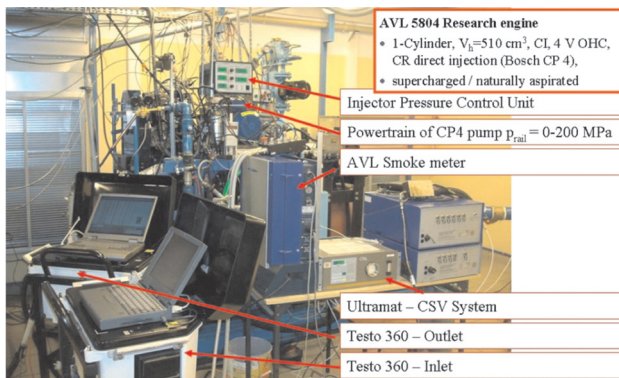 AVL 5804 Research engine
• 1-Cylinder, Vh=510 cm³, CI, 4 V OHC,
CR direct injection (Bosch CP 4),
• supercharged / naturally aspirated
Injector Pressure Control Unit
Powertrain of CP4 pump prail = 0-200 MPa
AVL Smoke meter
Ultramat – CSV System
Testo 360 – Outlet
Testo 360 – Inlet